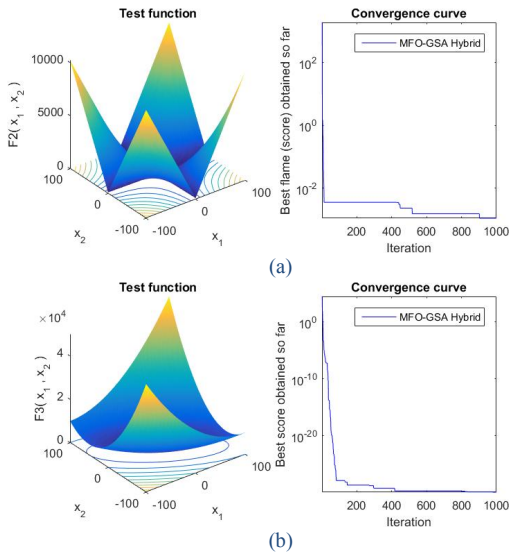 Test function
10000
5000
0
F2( x1 , x2 )
100
0
-100
x2
-100
0
100
x1
Convergence curve
MFO-GSA Hybrid
10^2
10^0
10^-2
Best flame (score) obtained so far
200 400 600 800 1000
Iteration
(a)
Test function
×10^4
4
2
0
F3( x1 , x2 )
100
0
-100
x2
-100
0
100
x1
Convergence curve
MFO-GSA Hybrid
10^0
10^-10
10^-20
Best score obtained so far
200 400 600 800 1000
Iteration
(b)